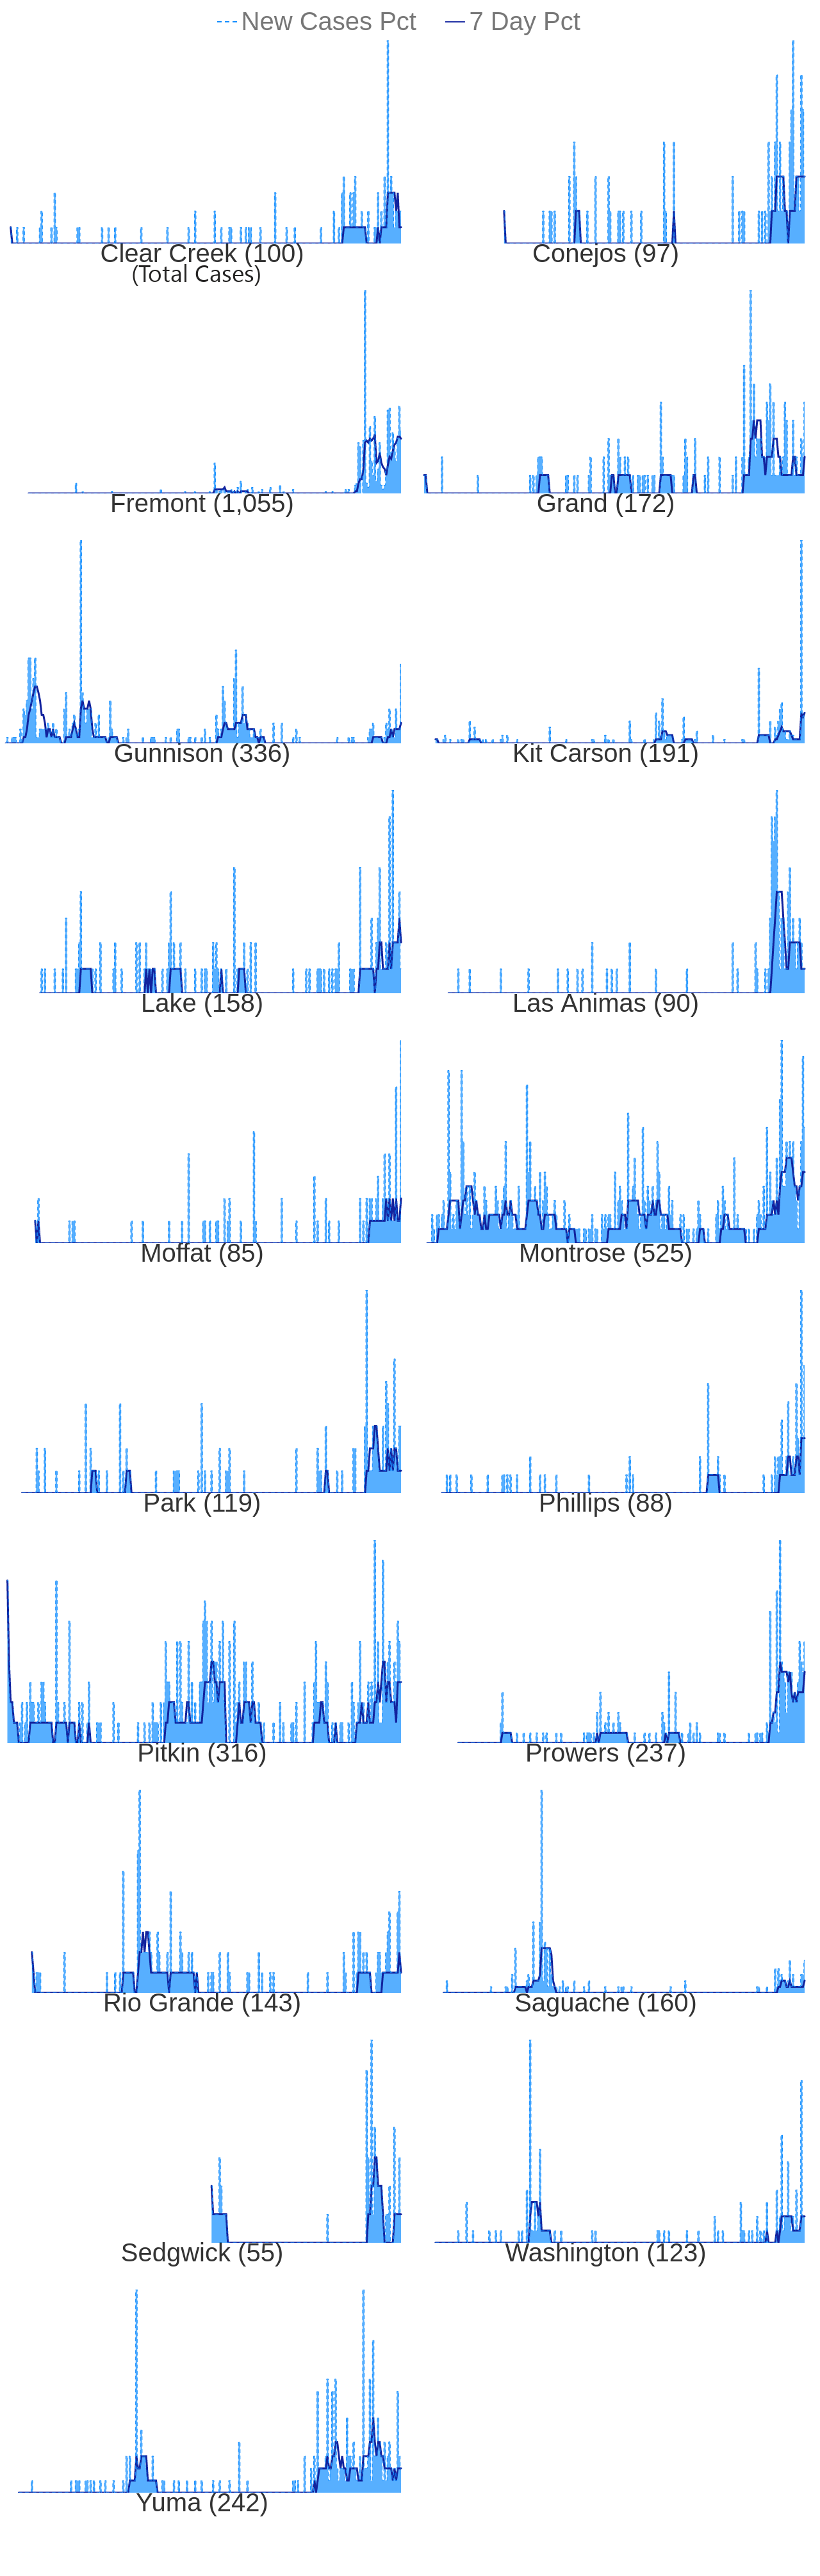 New Cases Pct 7 Day Pct
Clear Creek (100) Conejos (97)
(Total Cases)
Fremont (1,055) Grand (172)
Gunnison (336) Kit Carson (191)
Lake (158) Las Animas (90)
Moffat (85) Montrose (525)
Park (119) Phillips (88)
Pitkin (316) Prowers (237)
Rio Grande (143) Saguache (160)
Sedgwick (55) Washington (123)
Yuma (242)